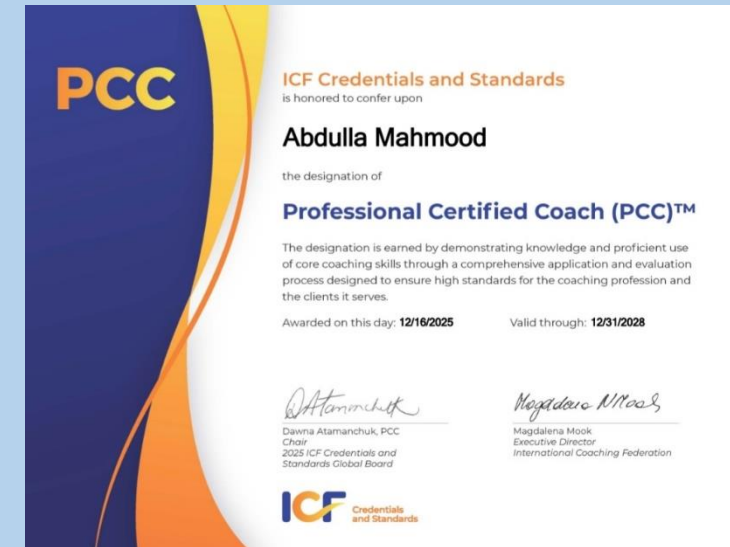 PCC
ICF Credentials and Standards
is honored to confer upon
Abdulla Mahmood
the designation of
Professional Certified Coach (PCC)™
The designation is earned by demonstrating knowledge and proficient use
of core coaching skills through a comprehensive application and evaluation
process designed to ensure high standards for the coaching profession and
the clients it serves.
Awarded on this day: 12/16/2025 Valid through: 12/31/2028
DAtamanchuk
Magdalena N Mook
Dawna Atamanchuk, PCC
Chair
2025 ICF Credentials and
Standards Global Board
Magdalena Mook
Executive Director
International Coaching Federation
ICF Credentials
and Standards